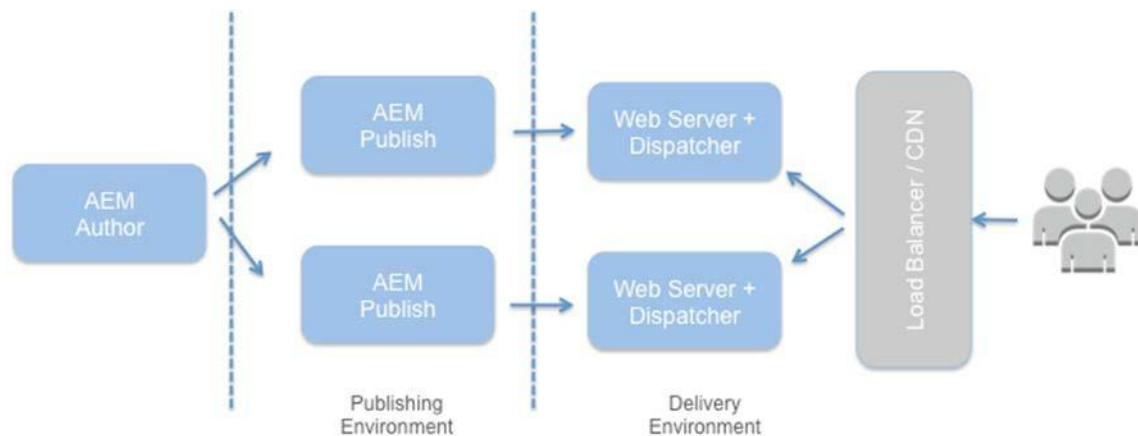 AEM
Author
AEM
Publish
AEM
Publish
Publishing
Environment
Web Server +
Dispatcher
Web Server +
Dispatcher
Delivery
Environment
Load Balancer / CDN